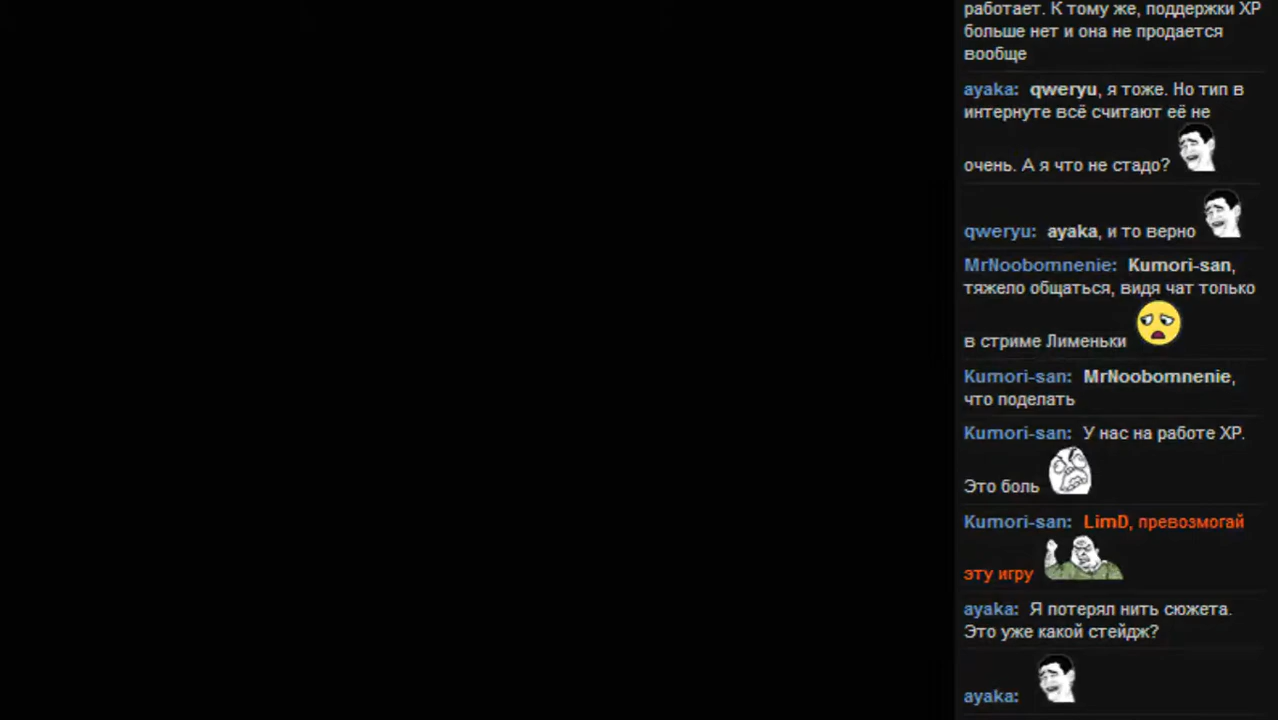 работает. К тому же, поддержки XP
больше нет и она не продается
вообще
ayaka: qweryu, я тоже. Но тип в
интернуте всё считают её не
очень. А я что не стадо?
qweryu: ayaka, и то верно
MrNoobomnenie: Kumori-san,
тяжело общаться, видя чат только
в стриме Лименьки
Kumori-san: MrNoobomnenie,
что поделать
Kumori-san: У нас на работе XP.
Это боль
Kumori-san: LimD, превозмогай
эту игру
ayaka: Я потерял нить сюжета.
Это уже какой стейдж?
ayaka: